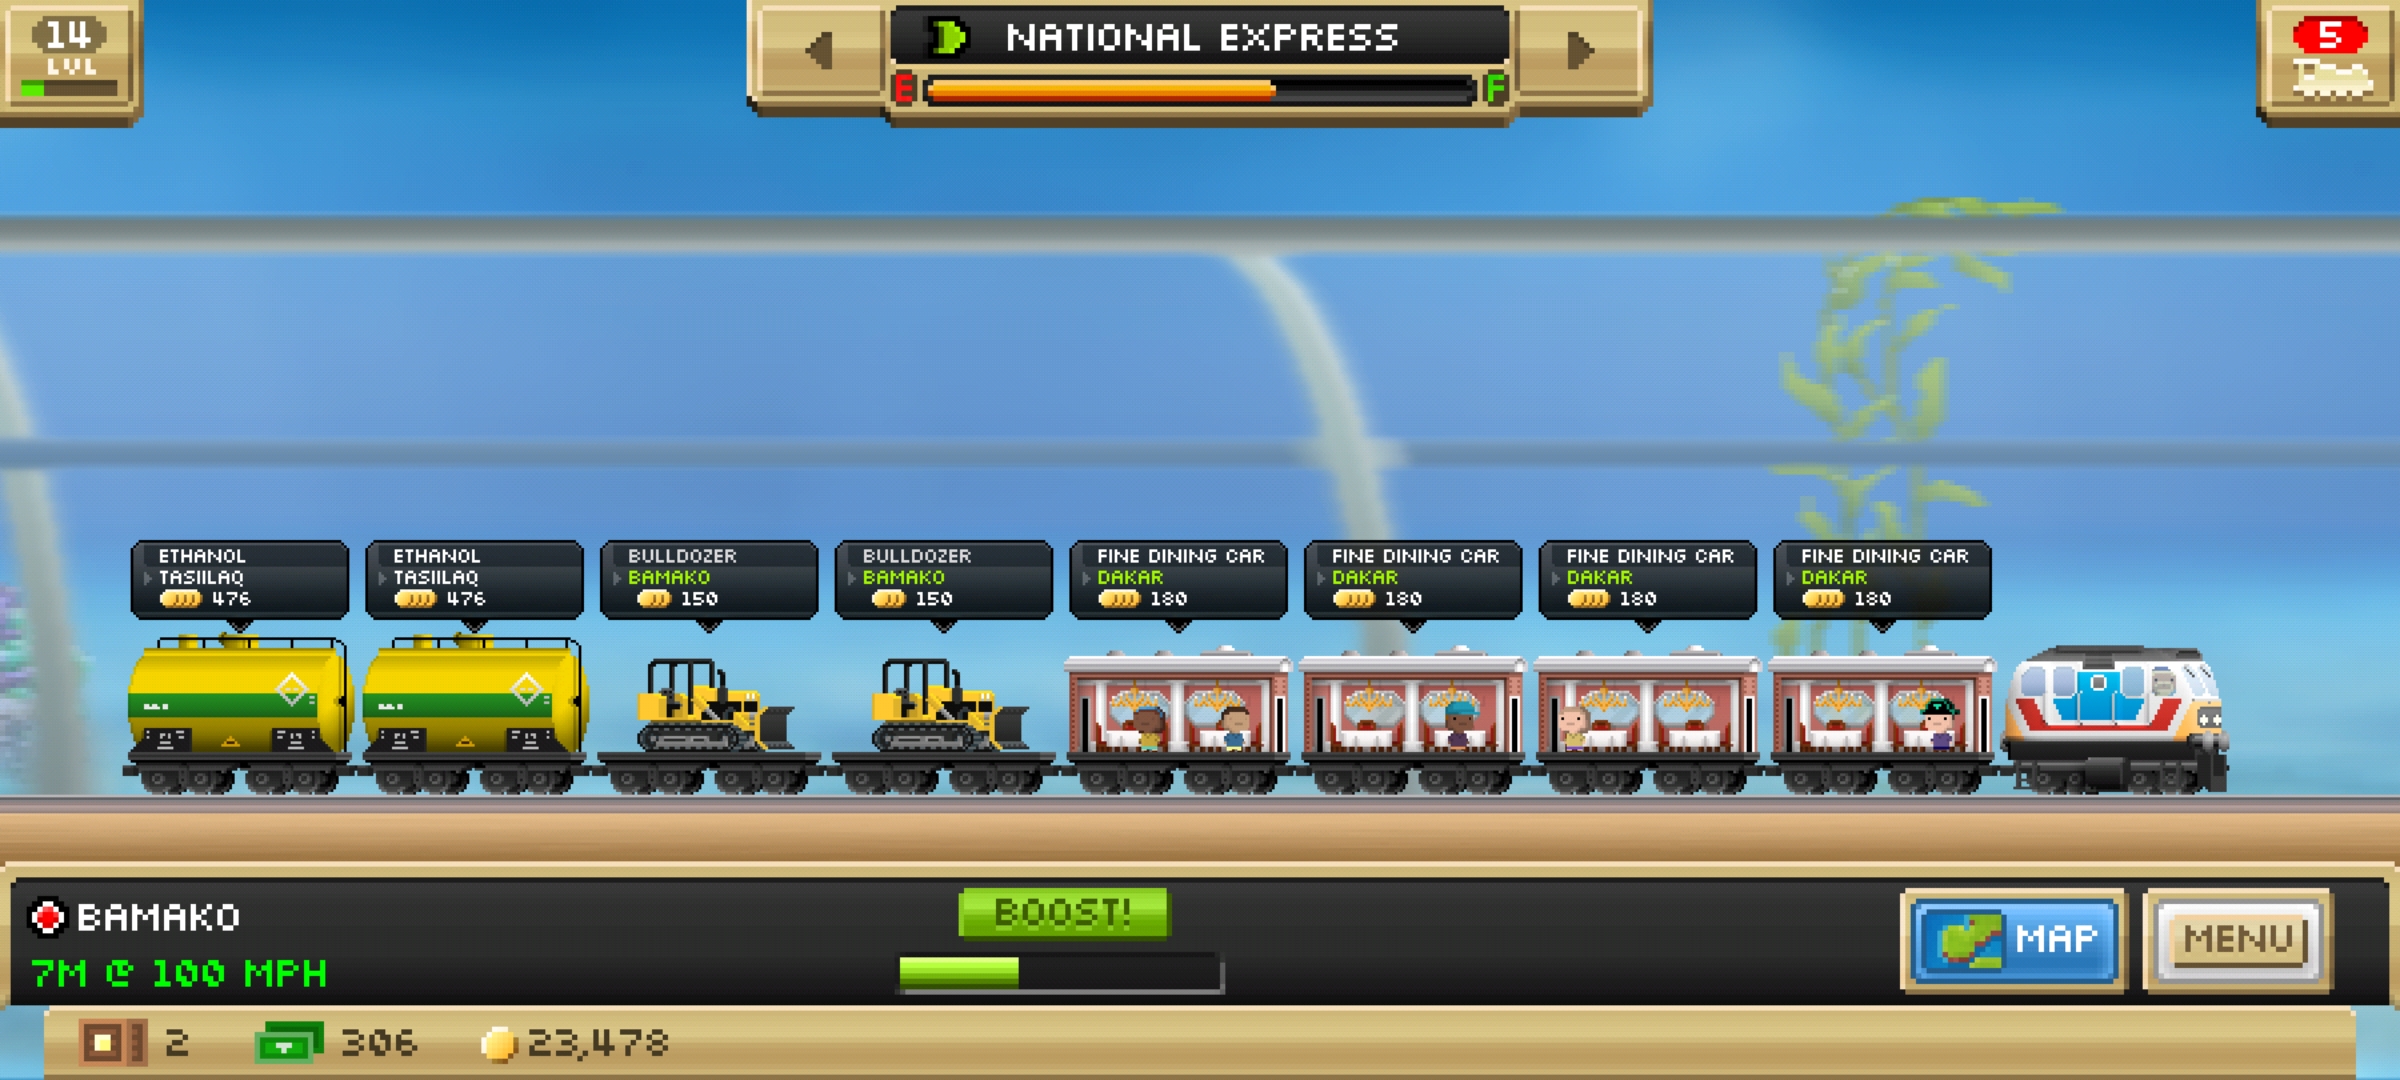 14
LVL
NATIONAL EXPRESS
E F
5
ETHANOL
TASIILAQ
476
ETHANOL
TASIILAQ
476
BULLDOZER
BAMAKO
150
BULLDOZER
BAMAKO
150
FINE DINING CAR
DAKAR
180
FINE DINING CAR
DAKAR
180
FINE DINING CAR
DAKAR
180
FINE DINING CAR
DAKAR
180
BAMAKO
7M @ 100 MPH
BOOST!
MAP
MENU
2 306 23,478